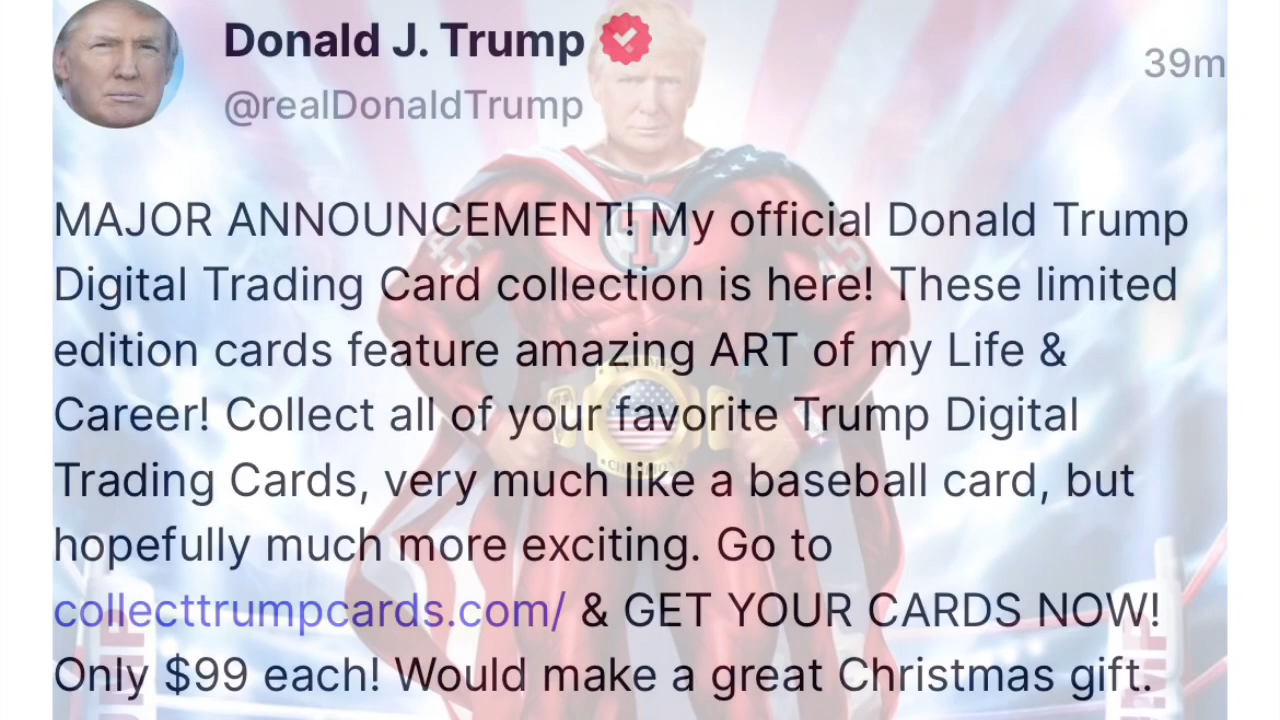 Donald J. Trump
39m
@realDonaldTrump
MAJOR ANNOUNCEMENT! My official Donald Trump
Digital Trading Card collection is here! These limited
edition cards feature amazing ART of my Life &
Career! Collect all of your favorite Trump Digital
Trading Cards, very much like a baseball card, but
hopefully much more exciting. Go to
collecttrumpcards.com/ & GET YOUR CARDS NOW!
Only $99 each! Would make a great Christmas gift.
T
45
45
CHAMPION